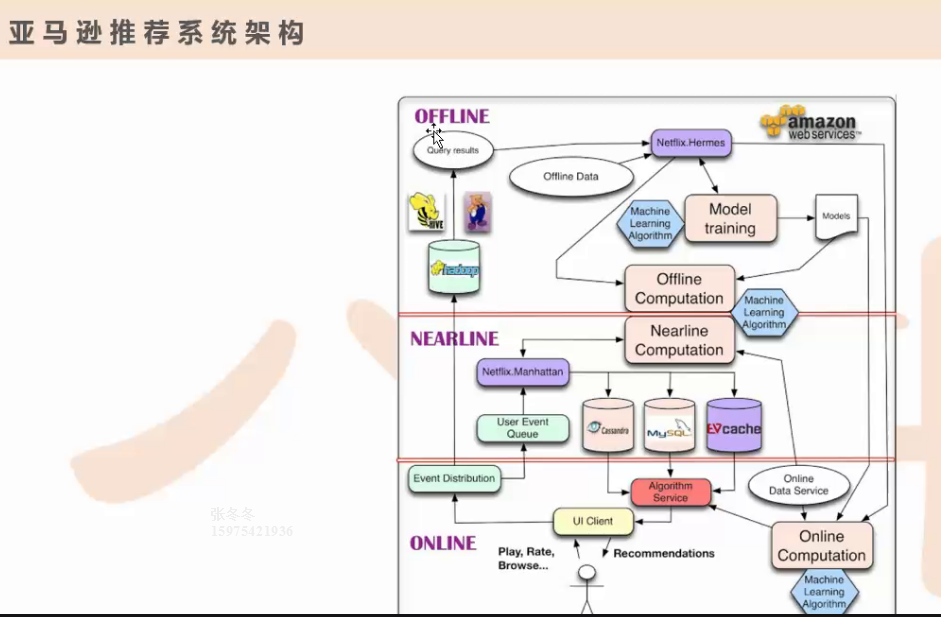 亚马逊推荐系统架构
OFFLINE
amazon
web services™
Query results
Netflix.Hermes
Offline Data
Machine
Learning
Algorithm
Model
training
Models
HIVE
hadoop
Offline
Computation
Machine
Learning
Algorithm
NEARLINE
Nearline
Computation
Netflix.Manhattan
User Event
Queue
Cassandra
MySQL
EVcache
Event Distribution
Algorithm
Service
Online
Data Service
UI Client
ONLINE
Play, Rate,
Browse...
Recommendations
Online
Computation
Machine
Learning
Algorithm
张冬冬
15975421936